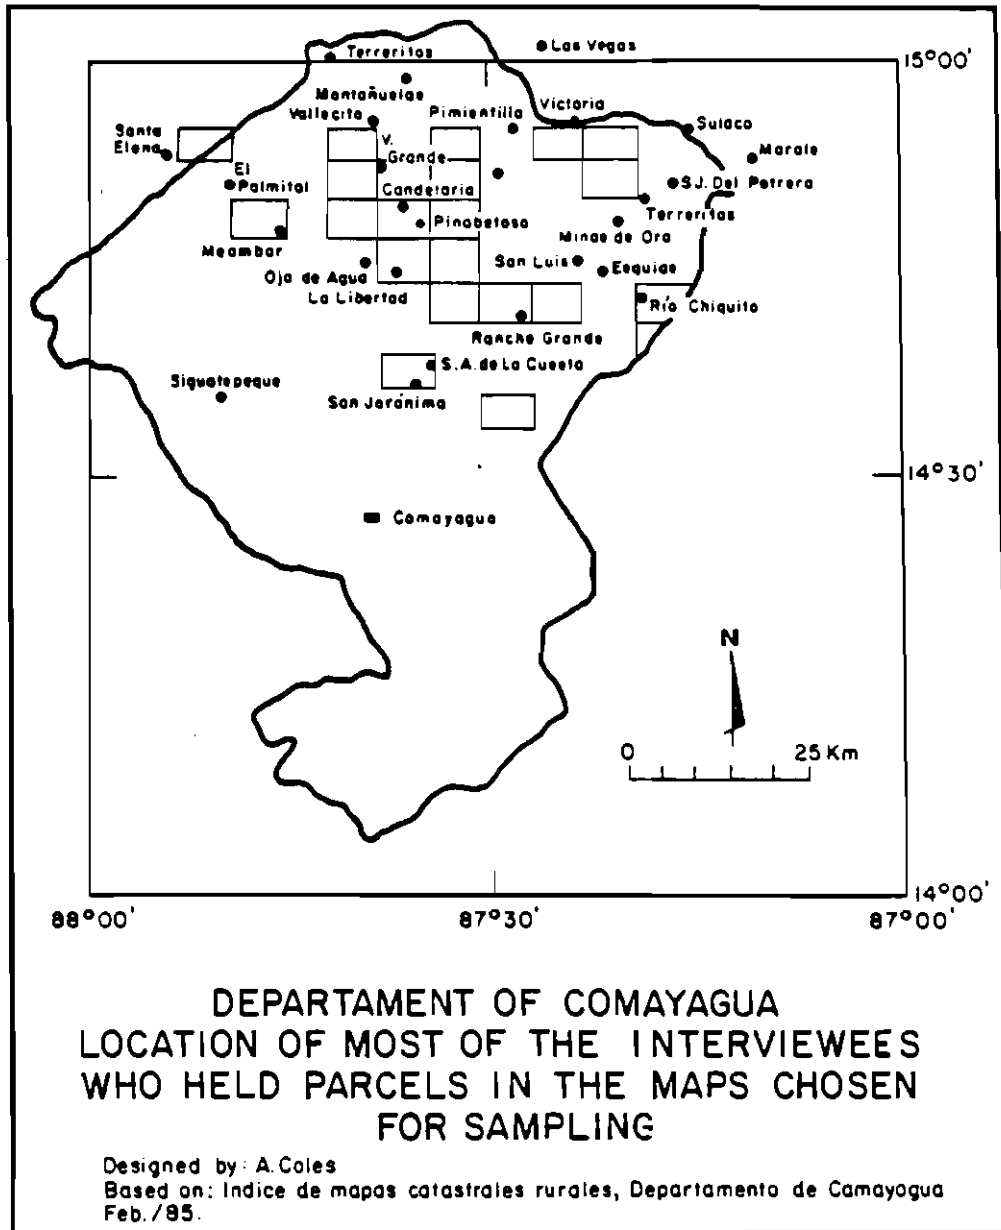 Las Vegas
Terreritos
15°00'
Montañuelas
Vallecito
Pimientilla
Victoria
Sulaco
Santa
Elena
V.
Grande
Marale
El
Palmital
S.J. Del Potrero
Candelaria
Terreritos
Pinabetosa
Minas de Oro
Meambar
Ojo de Agua
San Luis
Esquias
La Libertad
Río Chiquito
Rancho Grande
S.A. de La Cuesta
Siguatepeque
San Jerónimo
14°30'
Comayagua
N
0 25 Km
14°00'
88°00' 87°30' 87°00'
DEPARTAMENT OF COMAYAGUA
LOCATION OF MOST OF THE INTERVIEWEES
WHO HELD PARCELS IN THE MAPS CHOSEN
FOR SAMPLING
Designed by: A. Coles
Based on: Indice de mapas catastrales rurales, Departamento de Comayagua
Feb./85.